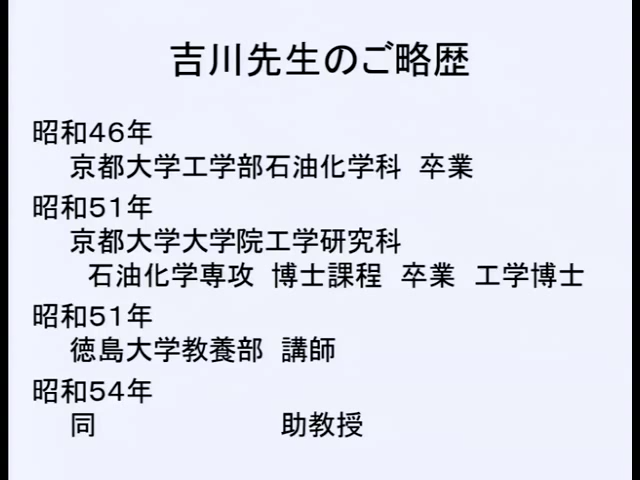 吉川先生のご略歴
昭和46年
京都大学工学部石油化学科 卒業
昭和51年
京都大学大学院工学研究科
石油化学専攻 博士課程 卒業 工学博士
昭和51年
徳島大学教養部 講師
昭和54年
同 助教授